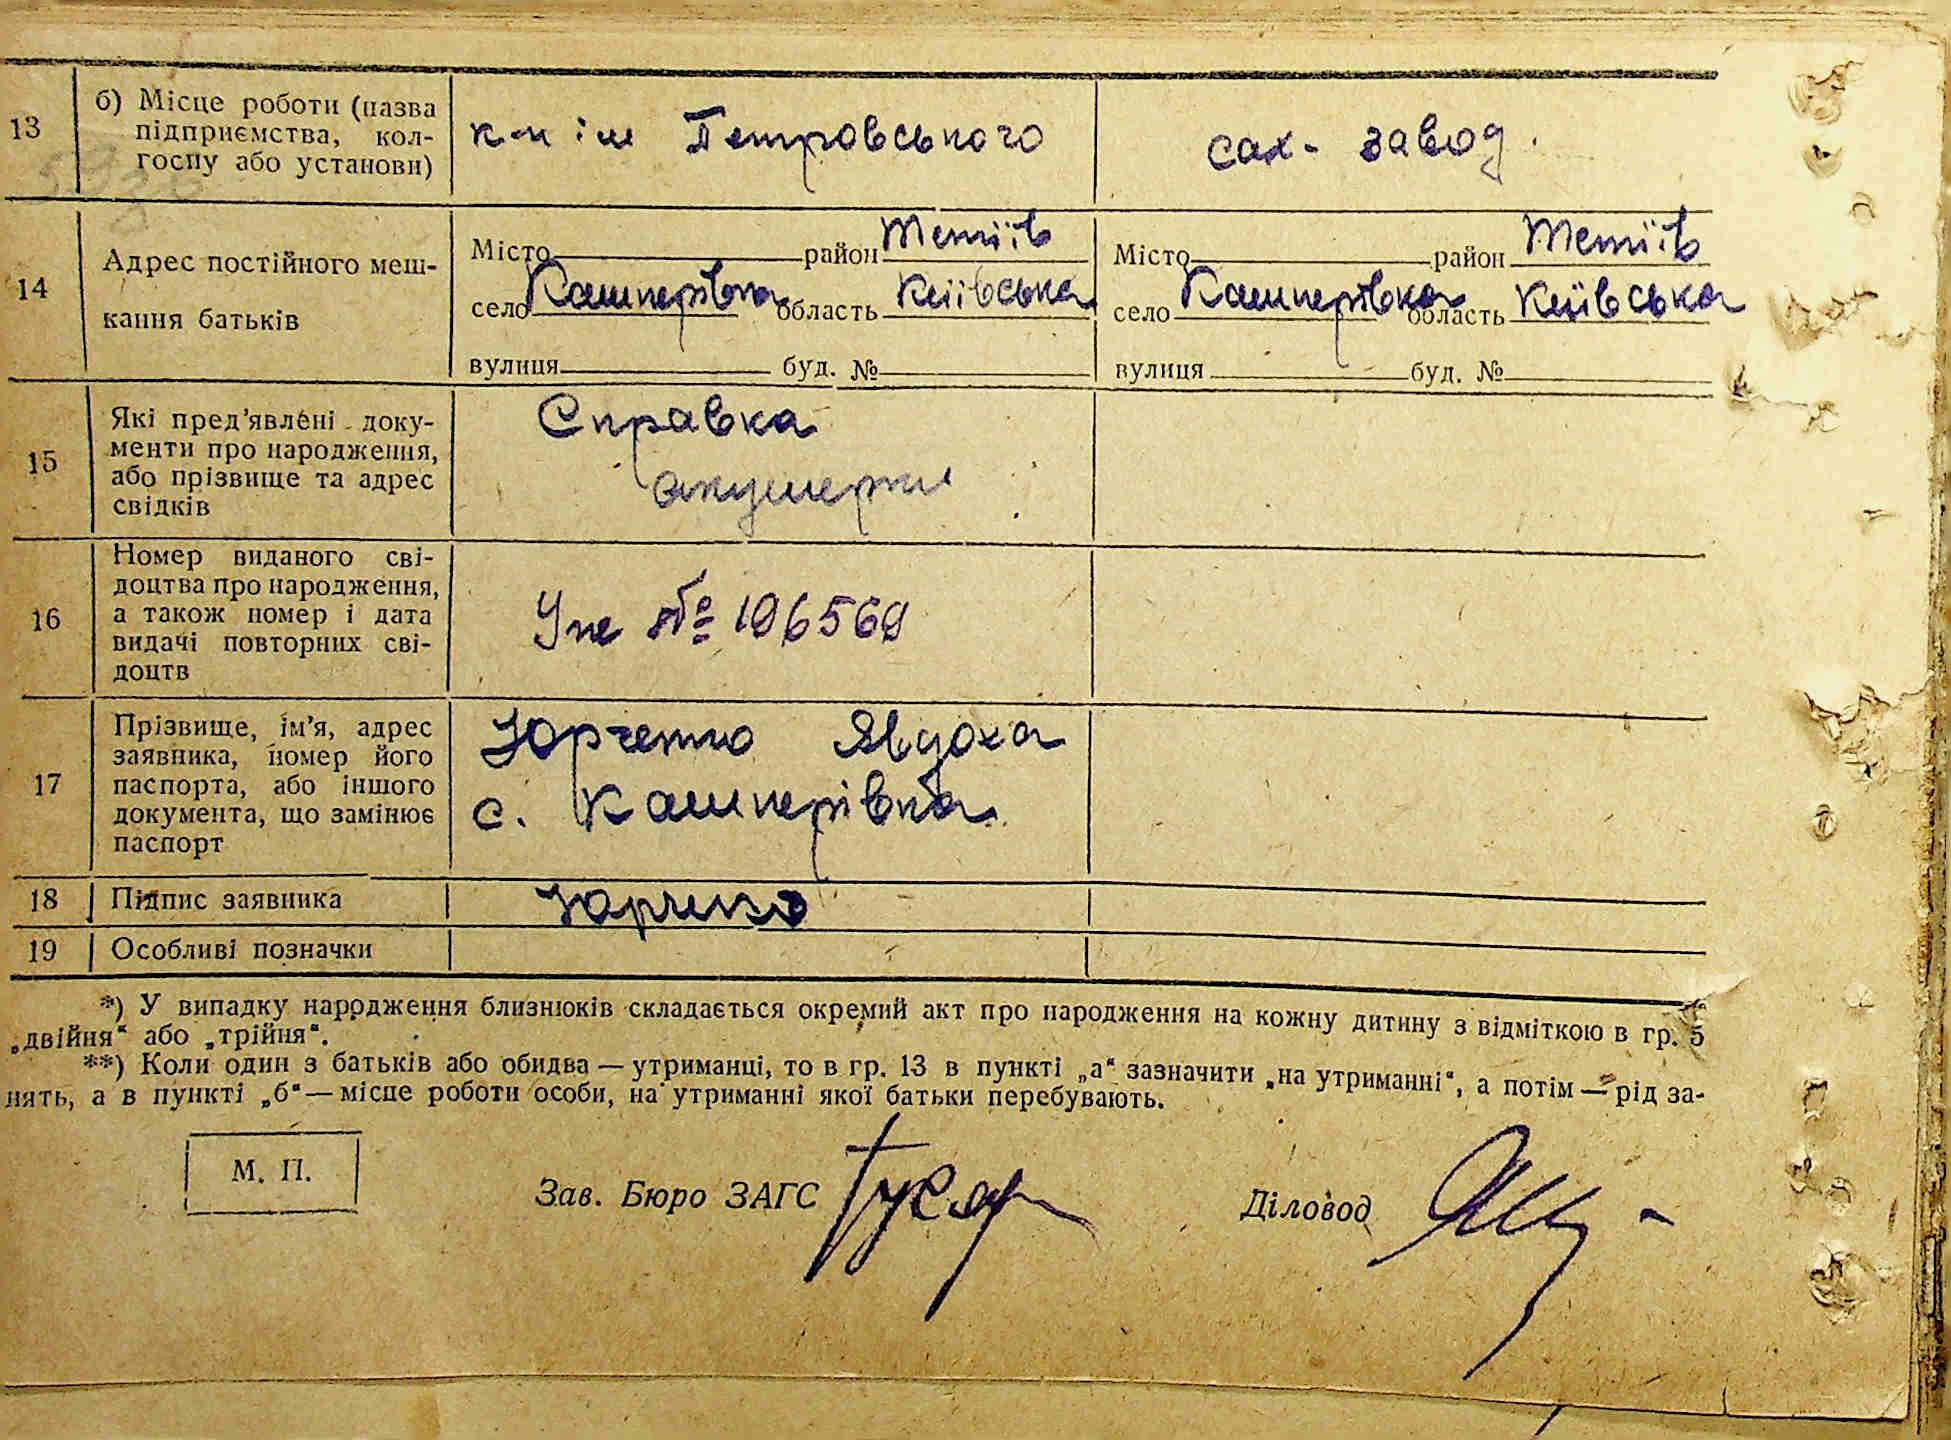 13
б) Місце роботи (назва
підприємства, кол-
госпу або установи)
к-п ім Петровського
сах- завод.
14
Адрес постійного меш-
кання батьків
Місто район Тетіїв
село Кашперівка область Київська
вулиця буд. №
Місто район Тетіїв
село Кашперівка область Київська
вулиця буд. №
15
Які пред'явлені доку-
менти про народження,
або прізвище та адрес
свідків
Справка
акушерки
16
Номер виданого сві-
доцтва про народження,
а також номер і дата
видачі повторних сві-
доцтв
№ 196569
17
Прізвище, ім'я, адрес
заявника, номер його
паспорта, або іншого
документа, що замінює
паспорт
Юрченко Явдоха
с. Кашперівка
18
Підпис заявника
Юрченко
19
Особливі позначки
*) У випадку народження близнюків складається окремий акт про народження на кожну дитину з відміткою в гр. 5
„двійня“ або „трійня“.
**) Коли один з батьків або обидва — утриманці, то в гр. 13 в пункті „а“ зазначити „на утриманні“, а потім — рід за-
нять, а в пункті „б“ — місце роботи особи, на утриманні якої батьки перебувають.
М. П.
Зав. Бюро ЗАГС
Діловод